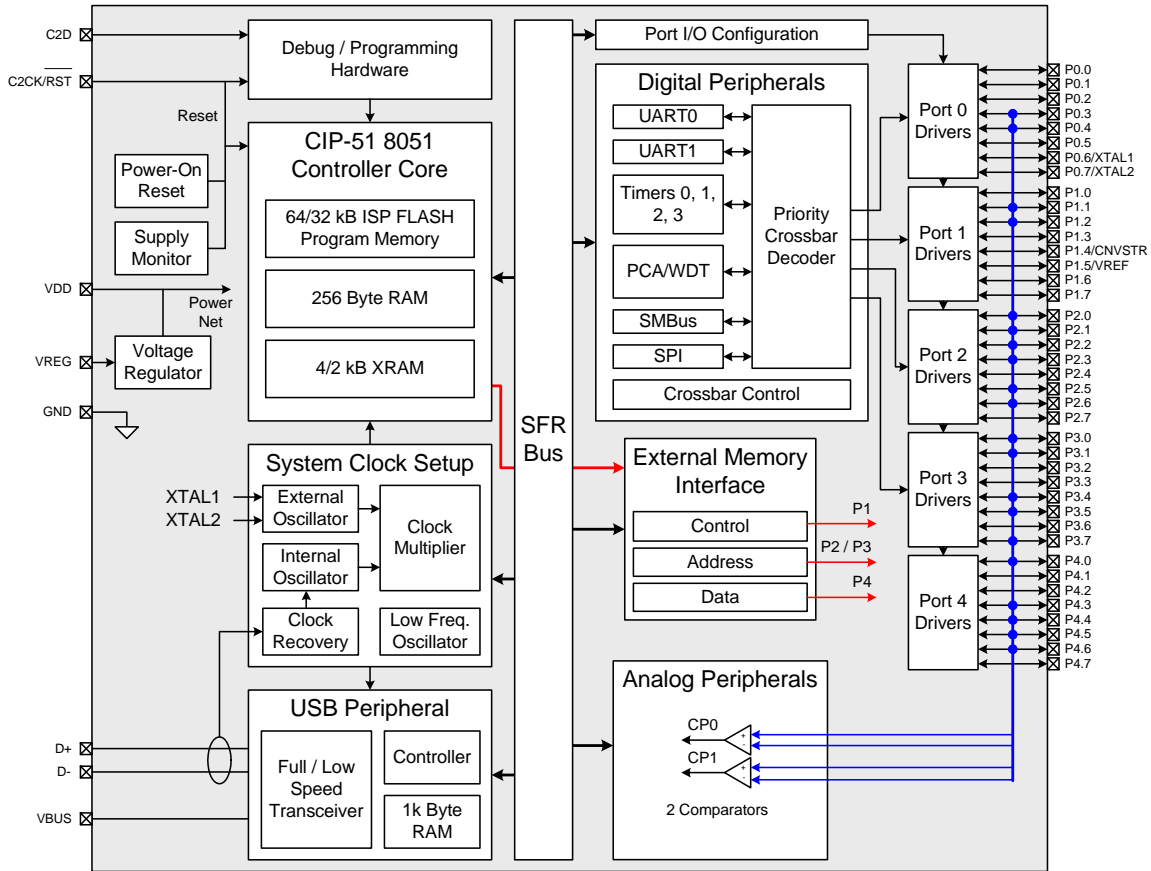 C2D
C2CK/RST
VDD
VREG
GND
D+
D-
VBUS
Debug / Programming
Hardware
Reset
Power-On
Reset
Supply
Monitor
Power
Net
Voltage
Regulator
CIP-51 8051
Controller Core
64/32 kB ISP FLASH
Program Memory
256 Byte RAM
4/2 kB XRAM
System Clock Setup
XTAL1
XTAL2
External
Oscillator
Internal
Oscillator
Clock
Recovery
Clock
Multiplier
Low Freq.
Oscillator
USB Peripheral
Full / Low
Speed
Transceiver
Controller
1k Byte
RAM
SFR
Bus
Port I/O Configuration
Digital Peripherals
UART0
UART1
Timers 0, 1,
2, 3
PCA/WDT
SMBus
SPI
Priority
Crossbar
Decoder
Crossbar Control
External Memory
Interface
Control
Address
Data
P1
P2 / P3
P4
Analog Peripherals
CP0
+
-
CP1
+
-
2 Comparators
Port 0
Drivers
Port 1
Drivers
Port 2
Drivers
Port 3
Drivers
Port 4
Drivers
P0.0
P0.1
P0.2
P0.3
P0.4
P0.5
P0.6/XTAL1
P0.7/XTAL2
P1.0
P1.1
P1.2
P1.3
P1.4/CNVSTR
P1.5/VREF
P1.6
P1.7
P2.0
P2.1
P2.2
P2.3
P2.4
P2.5
P2.6
P2.7
P3.0
P3.1
P3.2
P3.3
P3.4
P3.5
P3.6
P3.7
P4.0
P4.1
P4.2
P4.3
P4.4
P4.5
P4.6
P4.7